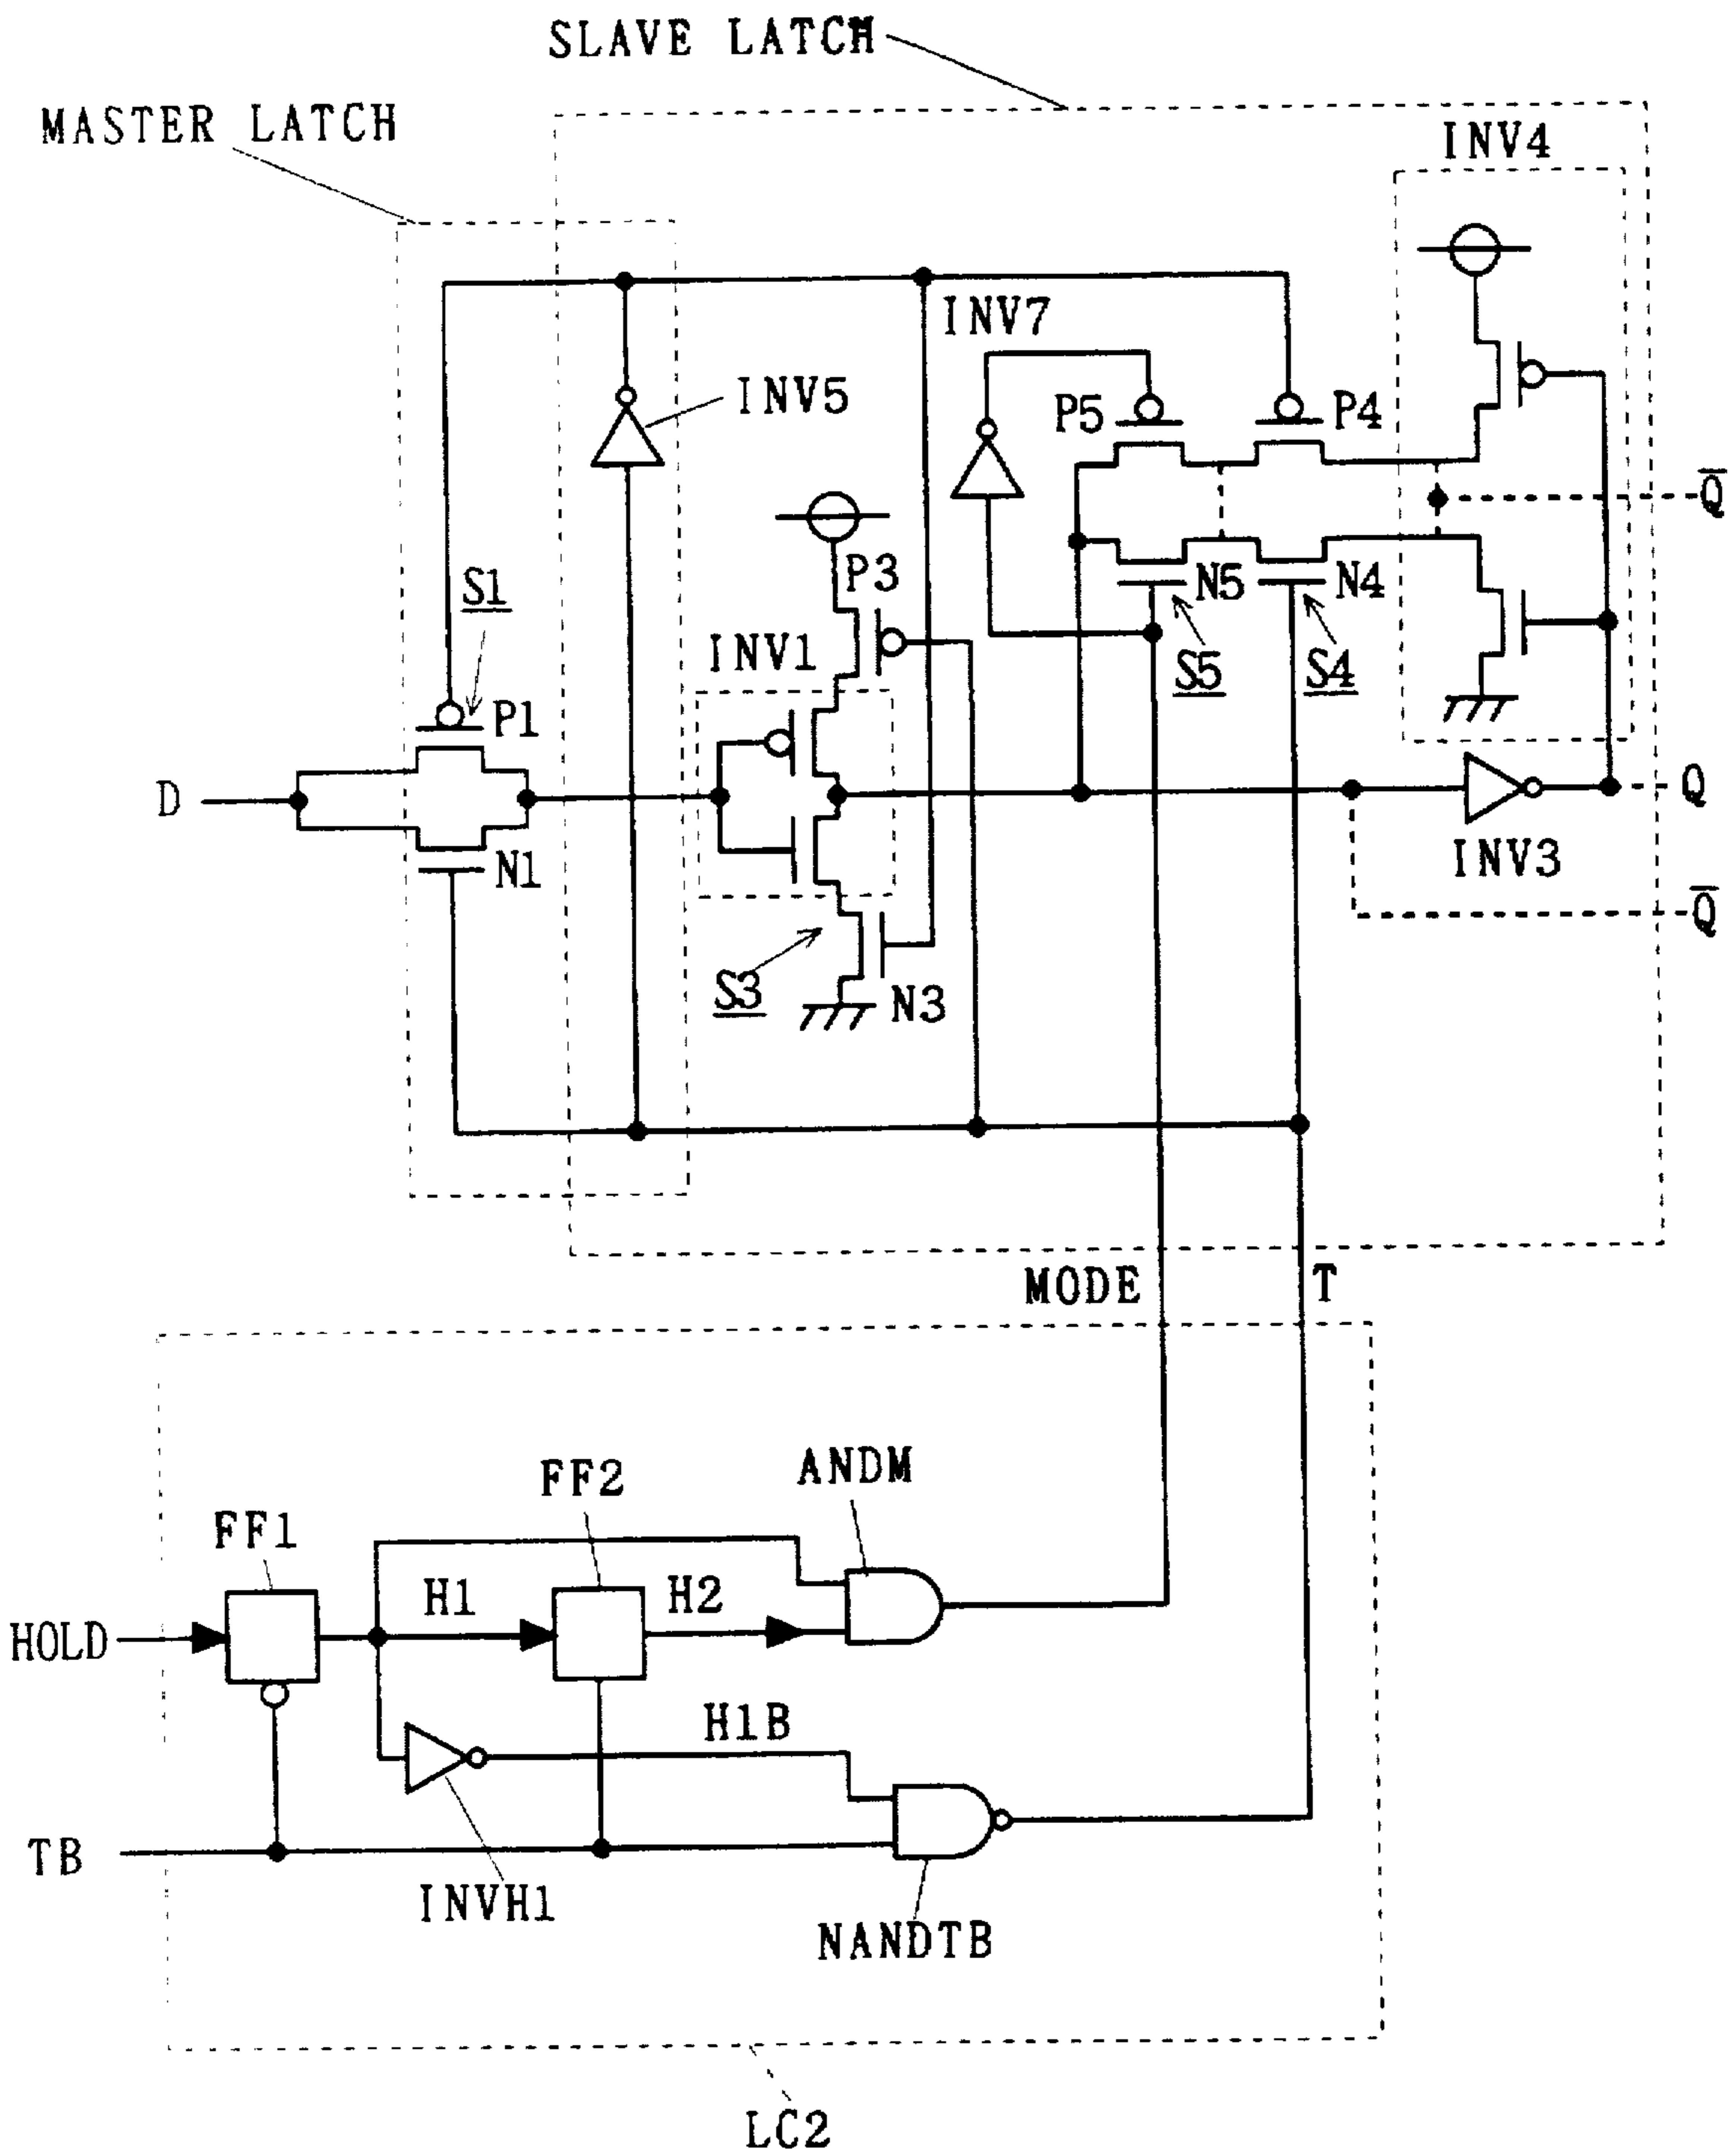 SLAVE LATCH
MASTER LATCH
INV4
INV7
INV5
P5
P4
Q̅
P3
S1
N5
N4
INV1
S5
S4
P1
D
Q
N1
INV3
Q̅
S3
N3
MODE
T
ANDM
FF2
FF1
H1
H2
HOLD
H1B
TB
INVH1
NANDTB
LC2